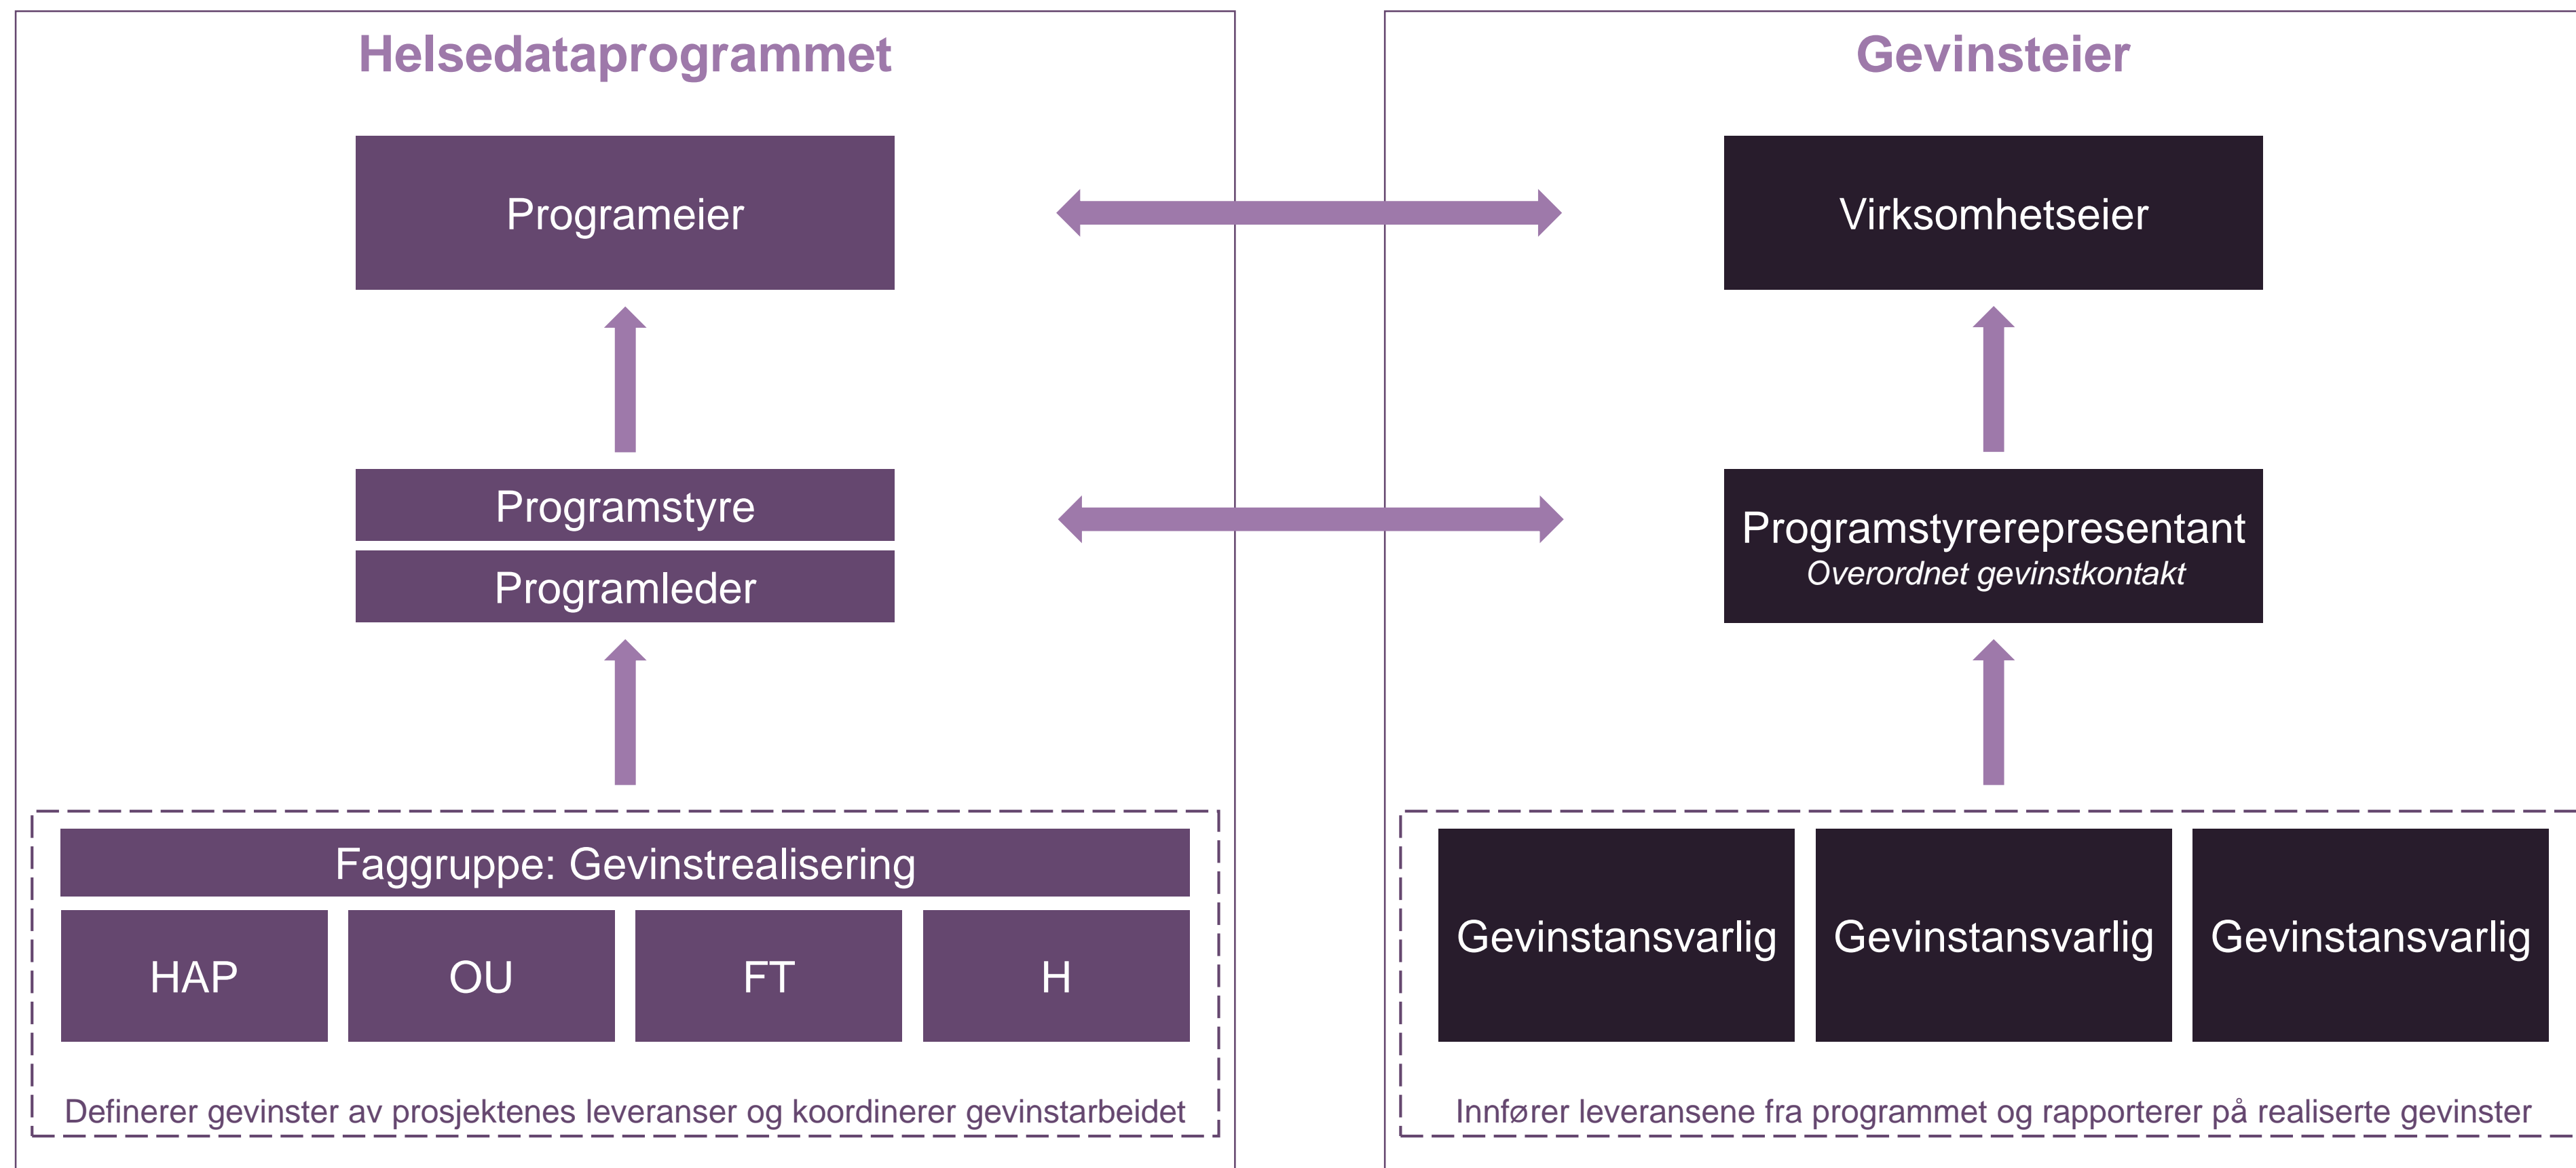 Helsedataprogrammet
Programeier
Programstyre
Programleder
Faggruppe: Gevinstrealisering
HAP
OU
FT
H
Definerer gevinster av prosjektenes leveranser og koordinerer gevinstarbeidet
Gevinsteier
Virksomhetseier
Programstyrerepresentant
Overordnet gevinstkontakt
Gevinstansvarlig
Gevinstansvarlig
Gevinstansvarlig
Innfører leveransene fra programmet og rapporterer på realiserte gevinster